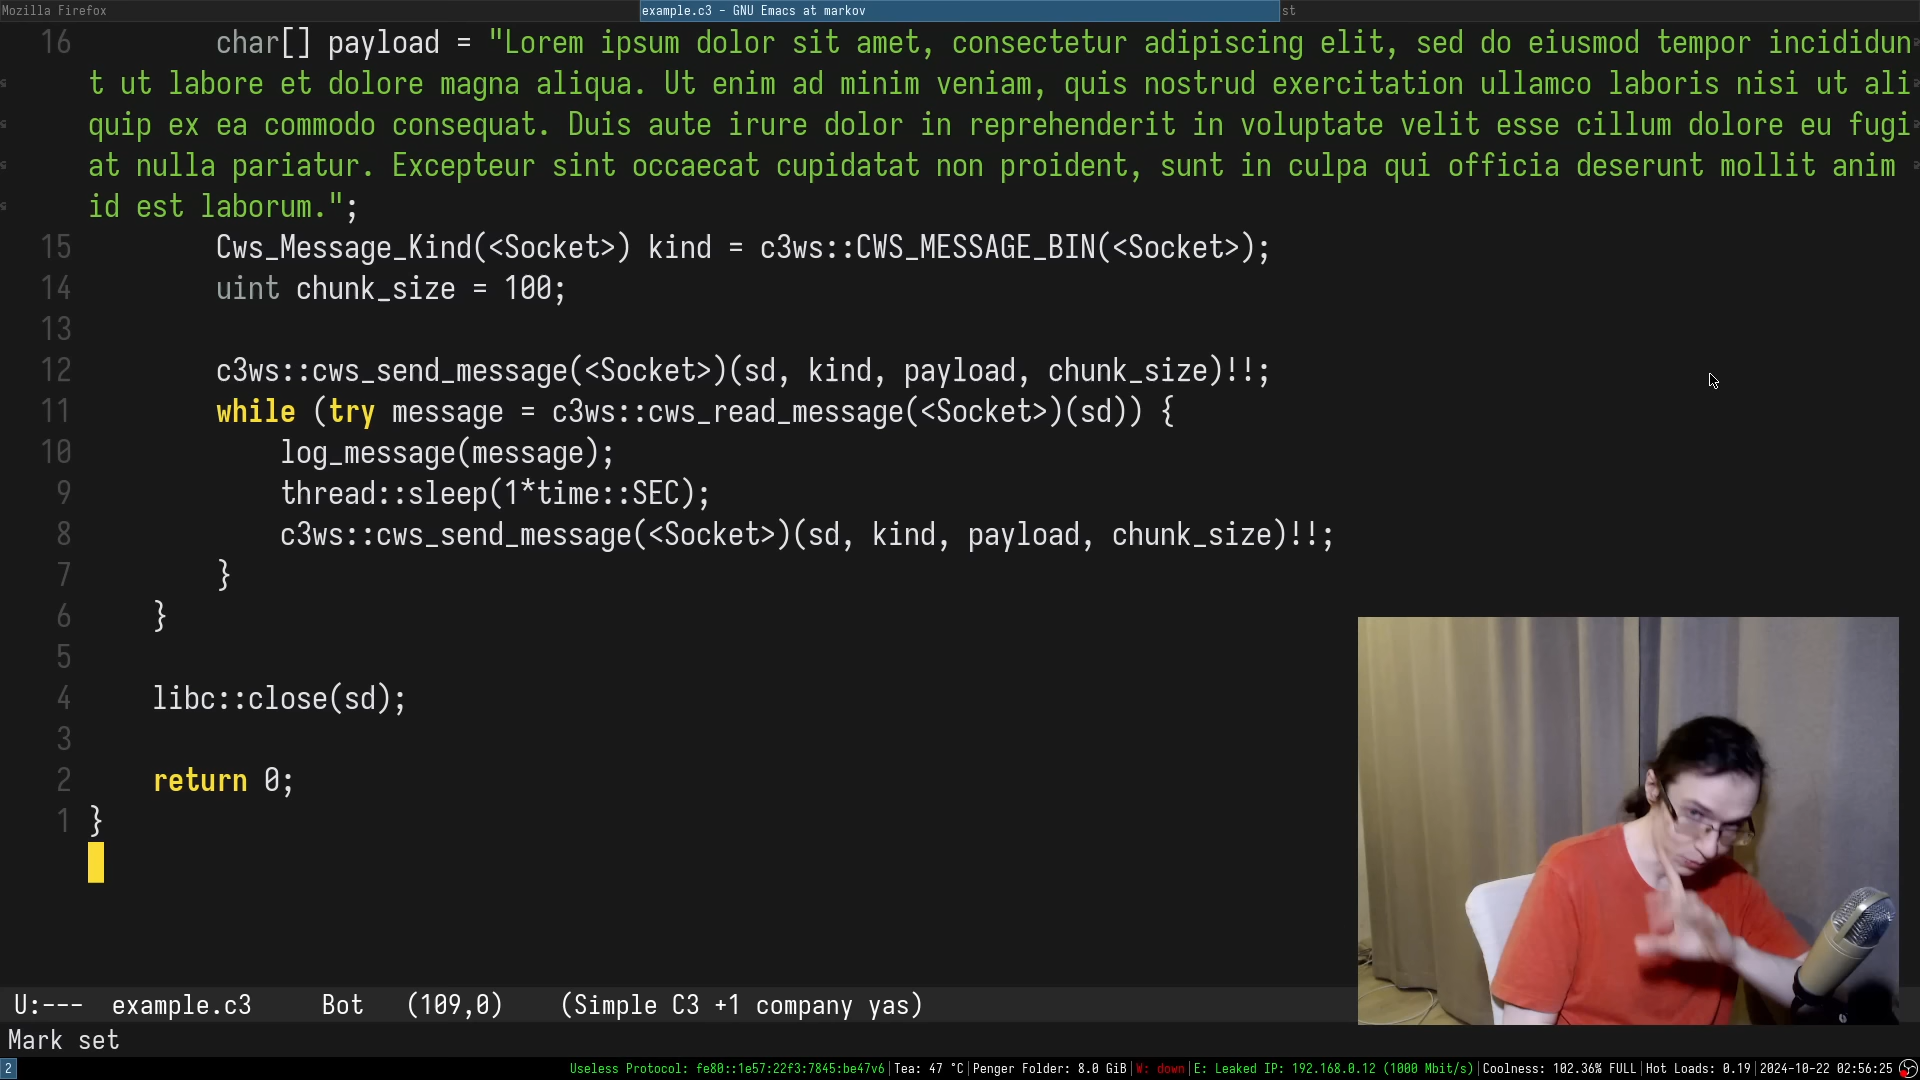 Mozilla Firefox
example.c3 - GNU Emacs at markov
st
16 char[] payload = "Lorem ipsum dolor sit amet, consectetur adipiscing elit, sed do eiusmod tempor incididun
t ut labore et dolore magna aliqua. Ut enim ad minim veniam, quis nostrud exercitation ullamco laboris nisi ut ali
quip ex ea commodo consequat. Duis aute irure dolor in reprehenderit in voluptate velit esse cillum dolore eu fugi
at nulla pariatur. Excepteur sint occaecat cupidatat non proident, sunt in culpa qui officia deserunt mollit anim
id est laborum.";
15 Cws_Message_Kind(<Socket>) kind = c3ws::CWS_MESSAGE_BIN(<Socket>);
14 uint chunk_size = 100;
13
12 c3ws::cws_send_message(<Socket>)(sd, kind, payload, chunk_size)!!;
11 while (try message = c3ws::cws_read_message(<Socket>)(sd)) {
10 log_message(message);
9 thread::sleep(1*time::SEC);
8 c3ws::cws_send_message(<Socket>)(sd, kind, payload, chunk_size)!!;
7 }
6 }
5
4 libc::close(sd);
3
2 return 0;
1 }
U:--- example.c3 Bot (109,0) (Simple C3 +1 company yas)
Mark set
2 Useless Protocol: fe80::1e57:22f3:7845:be47v6|Tea: 47 °C|Penger Folder: 8.0 GiB|W: down|E: Leaked IP: 192.168.0.12 (1000 Mbit/s)|Coolness: 102.36% FULL|Hot Loads: 0.19|2024-10-22 02:56:25